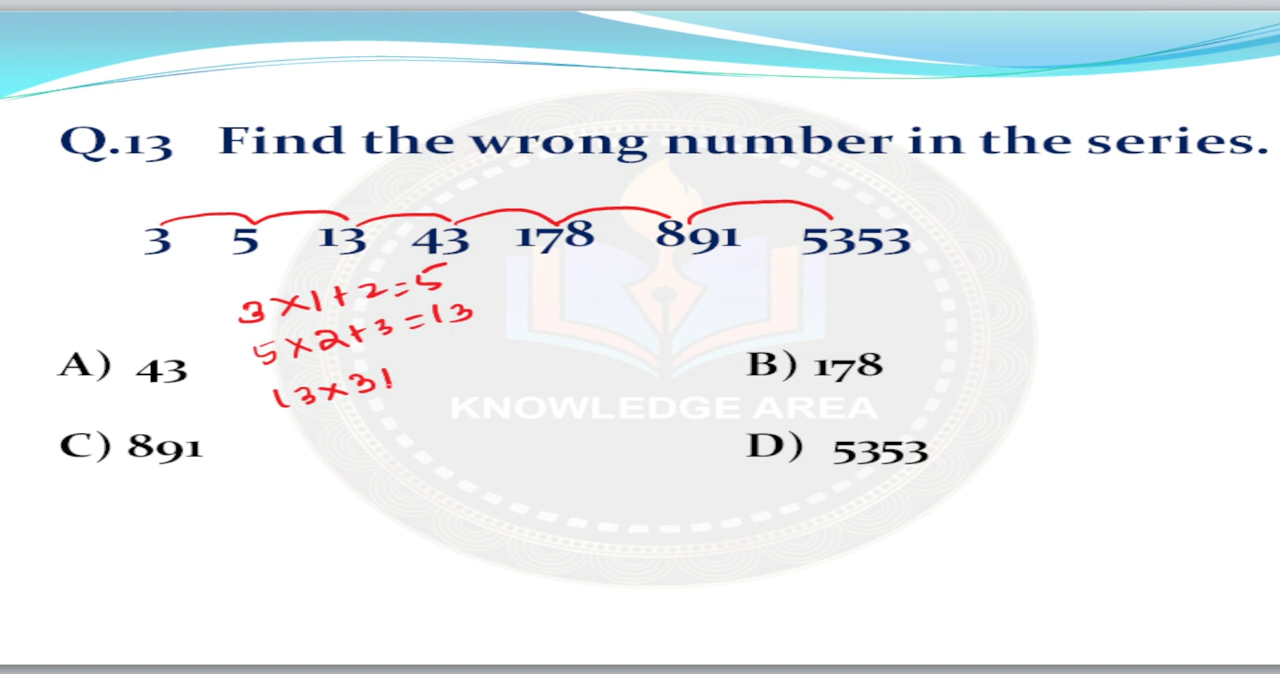 Q.13 Find the wrong number in the series.
3 5 13 43 178 891 5353
3×1+2=5
5×2+3=13
13×3
A) 43 B) 178
KNOWLEDGE AREA
C) 891 D) 5353